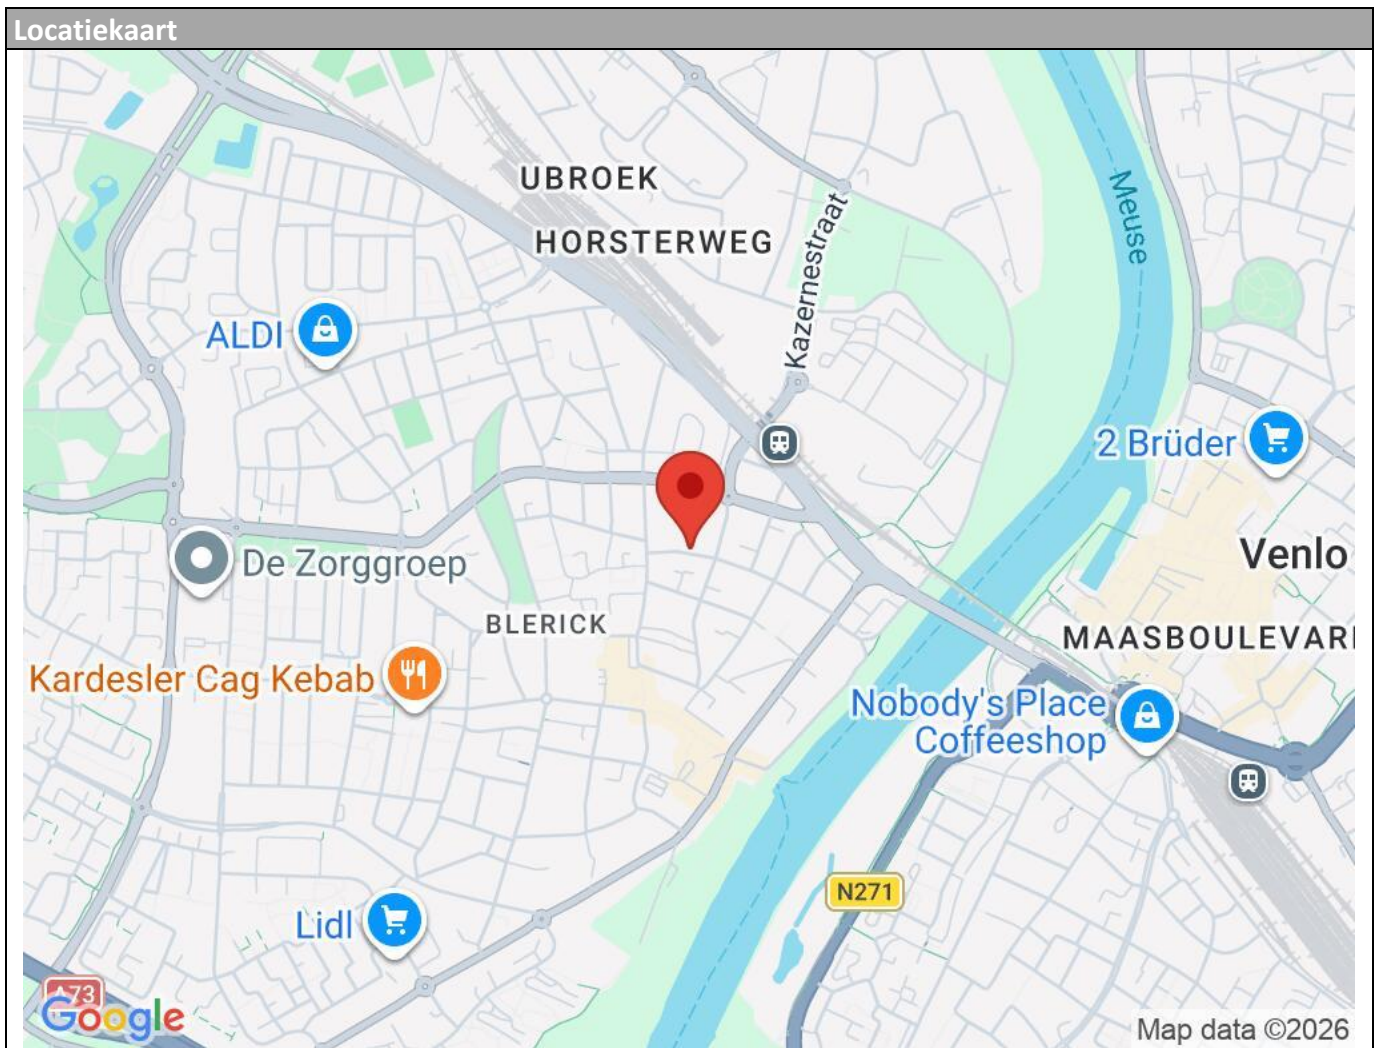 Locatiekaart
UBROEK
HORSTERWEG
Kazernestraat
Meuse
ALDI
2 Brüder
De Zorggroep
Venlo
BLERICK
MAASBOULEVARI
Kardesler Cag Kebab
Nobody's Place
Coffeeshop
N271
Lidl
A73
Google
Map data ©2026